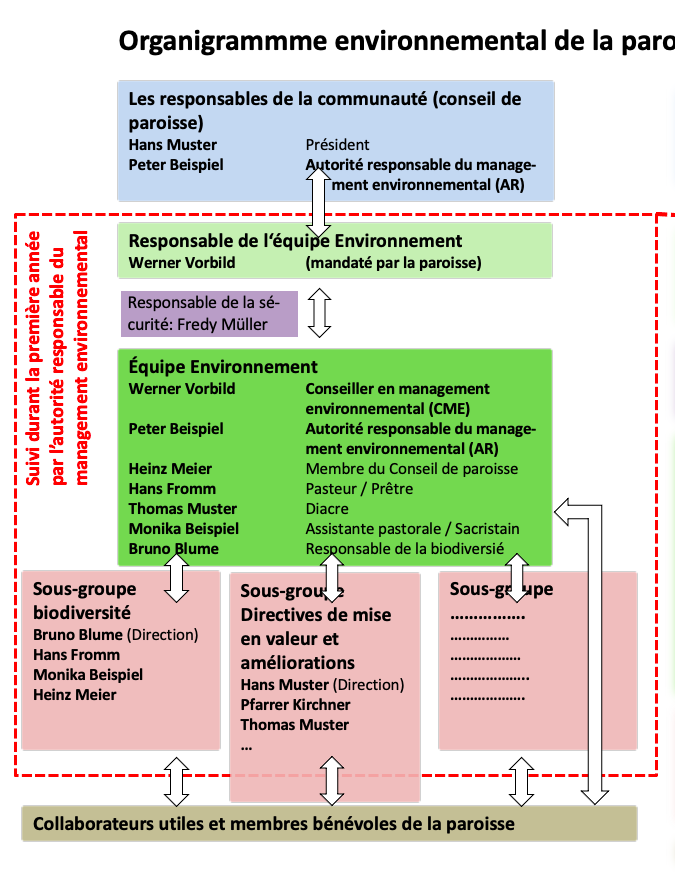 Organigrammme environnemental de la paro
Les responsables de la communauté (conseil de
paroisse)
Hans Muster Président
Peter Beispiel Autorité responsable du manage-
ment environnemental (AR)
Suivi durant la première année
par l’autorité responsable du
management environnemental
Responsable de l‘équipe Environnement
Werner Vorbild (mandaté par la paroisse)
Responsable de la sé-
curité: Fredy Müller
Équipe Environnement
Werner Vorbild Conseiller en management
environnemental (CME)
Peter Beispiel Autorité responsable du manage-
ment environnemental (AR)
Heinz Meier Membre du Conseil de paroisse
Hans Fromm Pasteur / Prêtre
Thomas Muster Diacre
Monika Beispiel Assistante pastorale / Sacristain
Bruno Blume Responsable de la biodiversié
Sous-groupe
biodiversité
Bruno Blume (Direction)
Hans Fromm
Monika Beispiel
Heinz Meier
Sous-groupe
Directives de mise
en valeur et
améliorations
Hans Muster (Direction)
Pfarrer Kirchner
Thomas Muster
...
Sous-groupe
................
..............
.................
...................
..................
Collaborateurs utiles et membres bénévoles de la paroisse